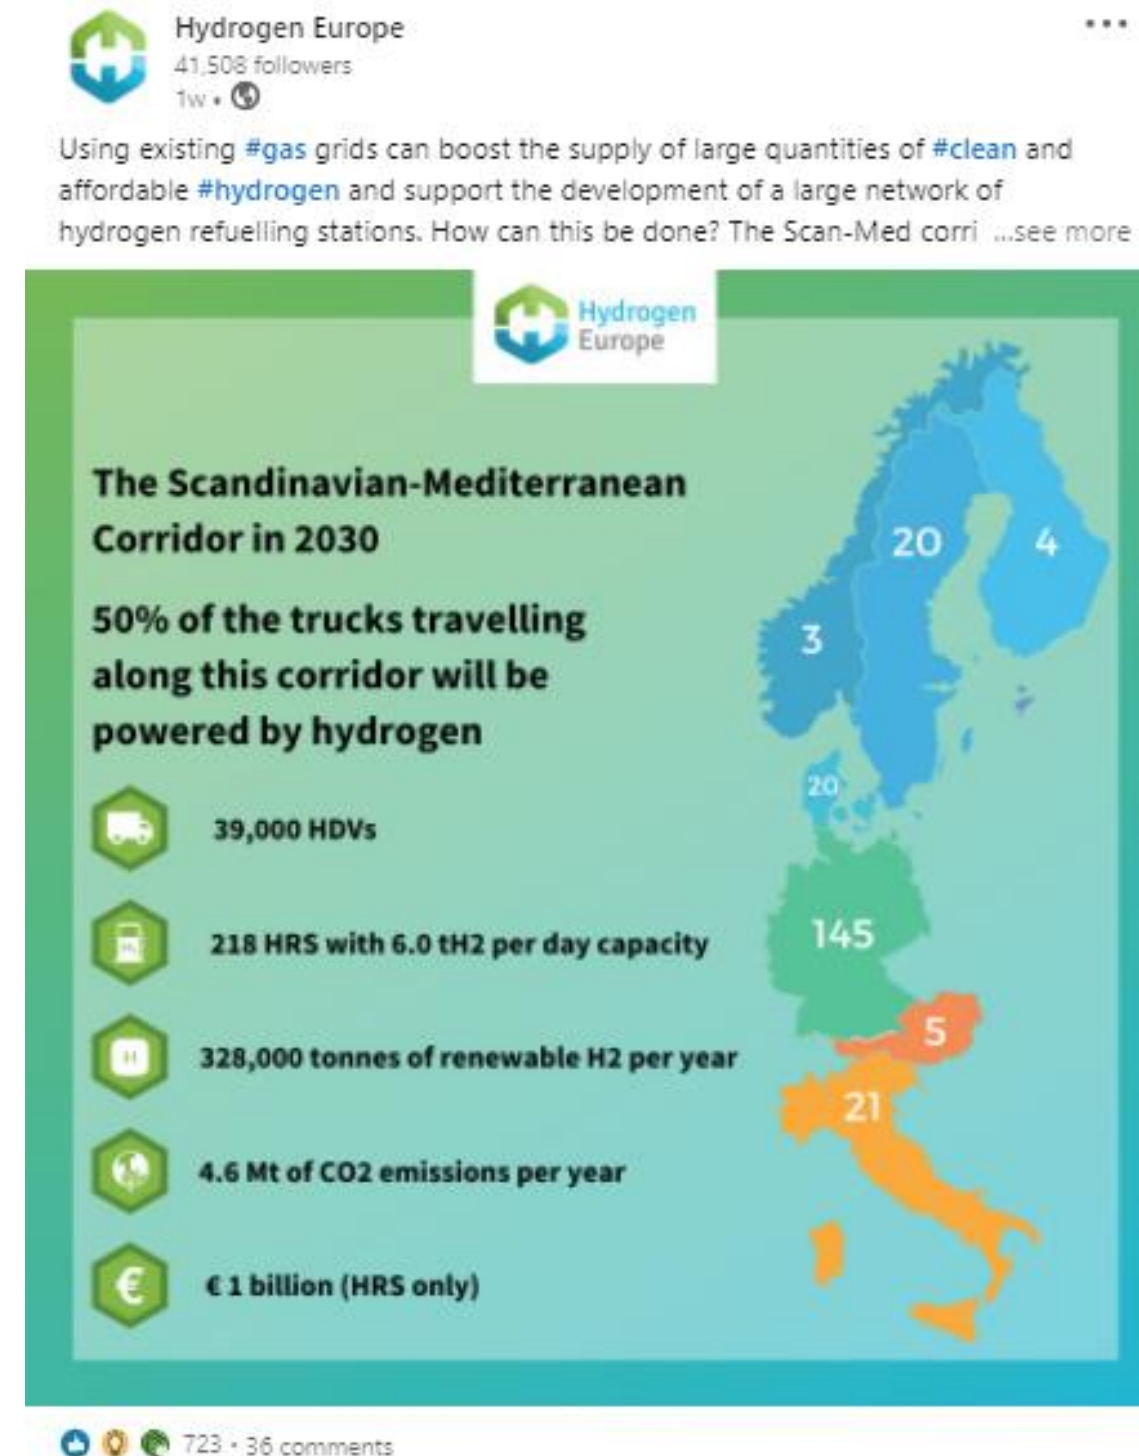 Hydrogen Europe
41,508 followers
1w •
Using existing #gas grids can boost the supply of large quantities of #clean and
affordable #hydrogen and support the development of a large network of
hydrogen refuelling stations. How can this be done? The Scan-Med corri ...see more
Hydrogen
Europe
The Scandinavian-Mediterranean
Corridor in 2030
50% of the trucks travelling
along this corridor will be
powered by hydrogen
39,000 HDVs
218 HRS with 6.0 tH2 per day capacity
328,000 tonnes of renewable H2 per year
4.6 Mt of CO2 emissions per year
€
€ 1 billion (HRS only)
20
4
3
20
145
5
21
723 • 36 comments